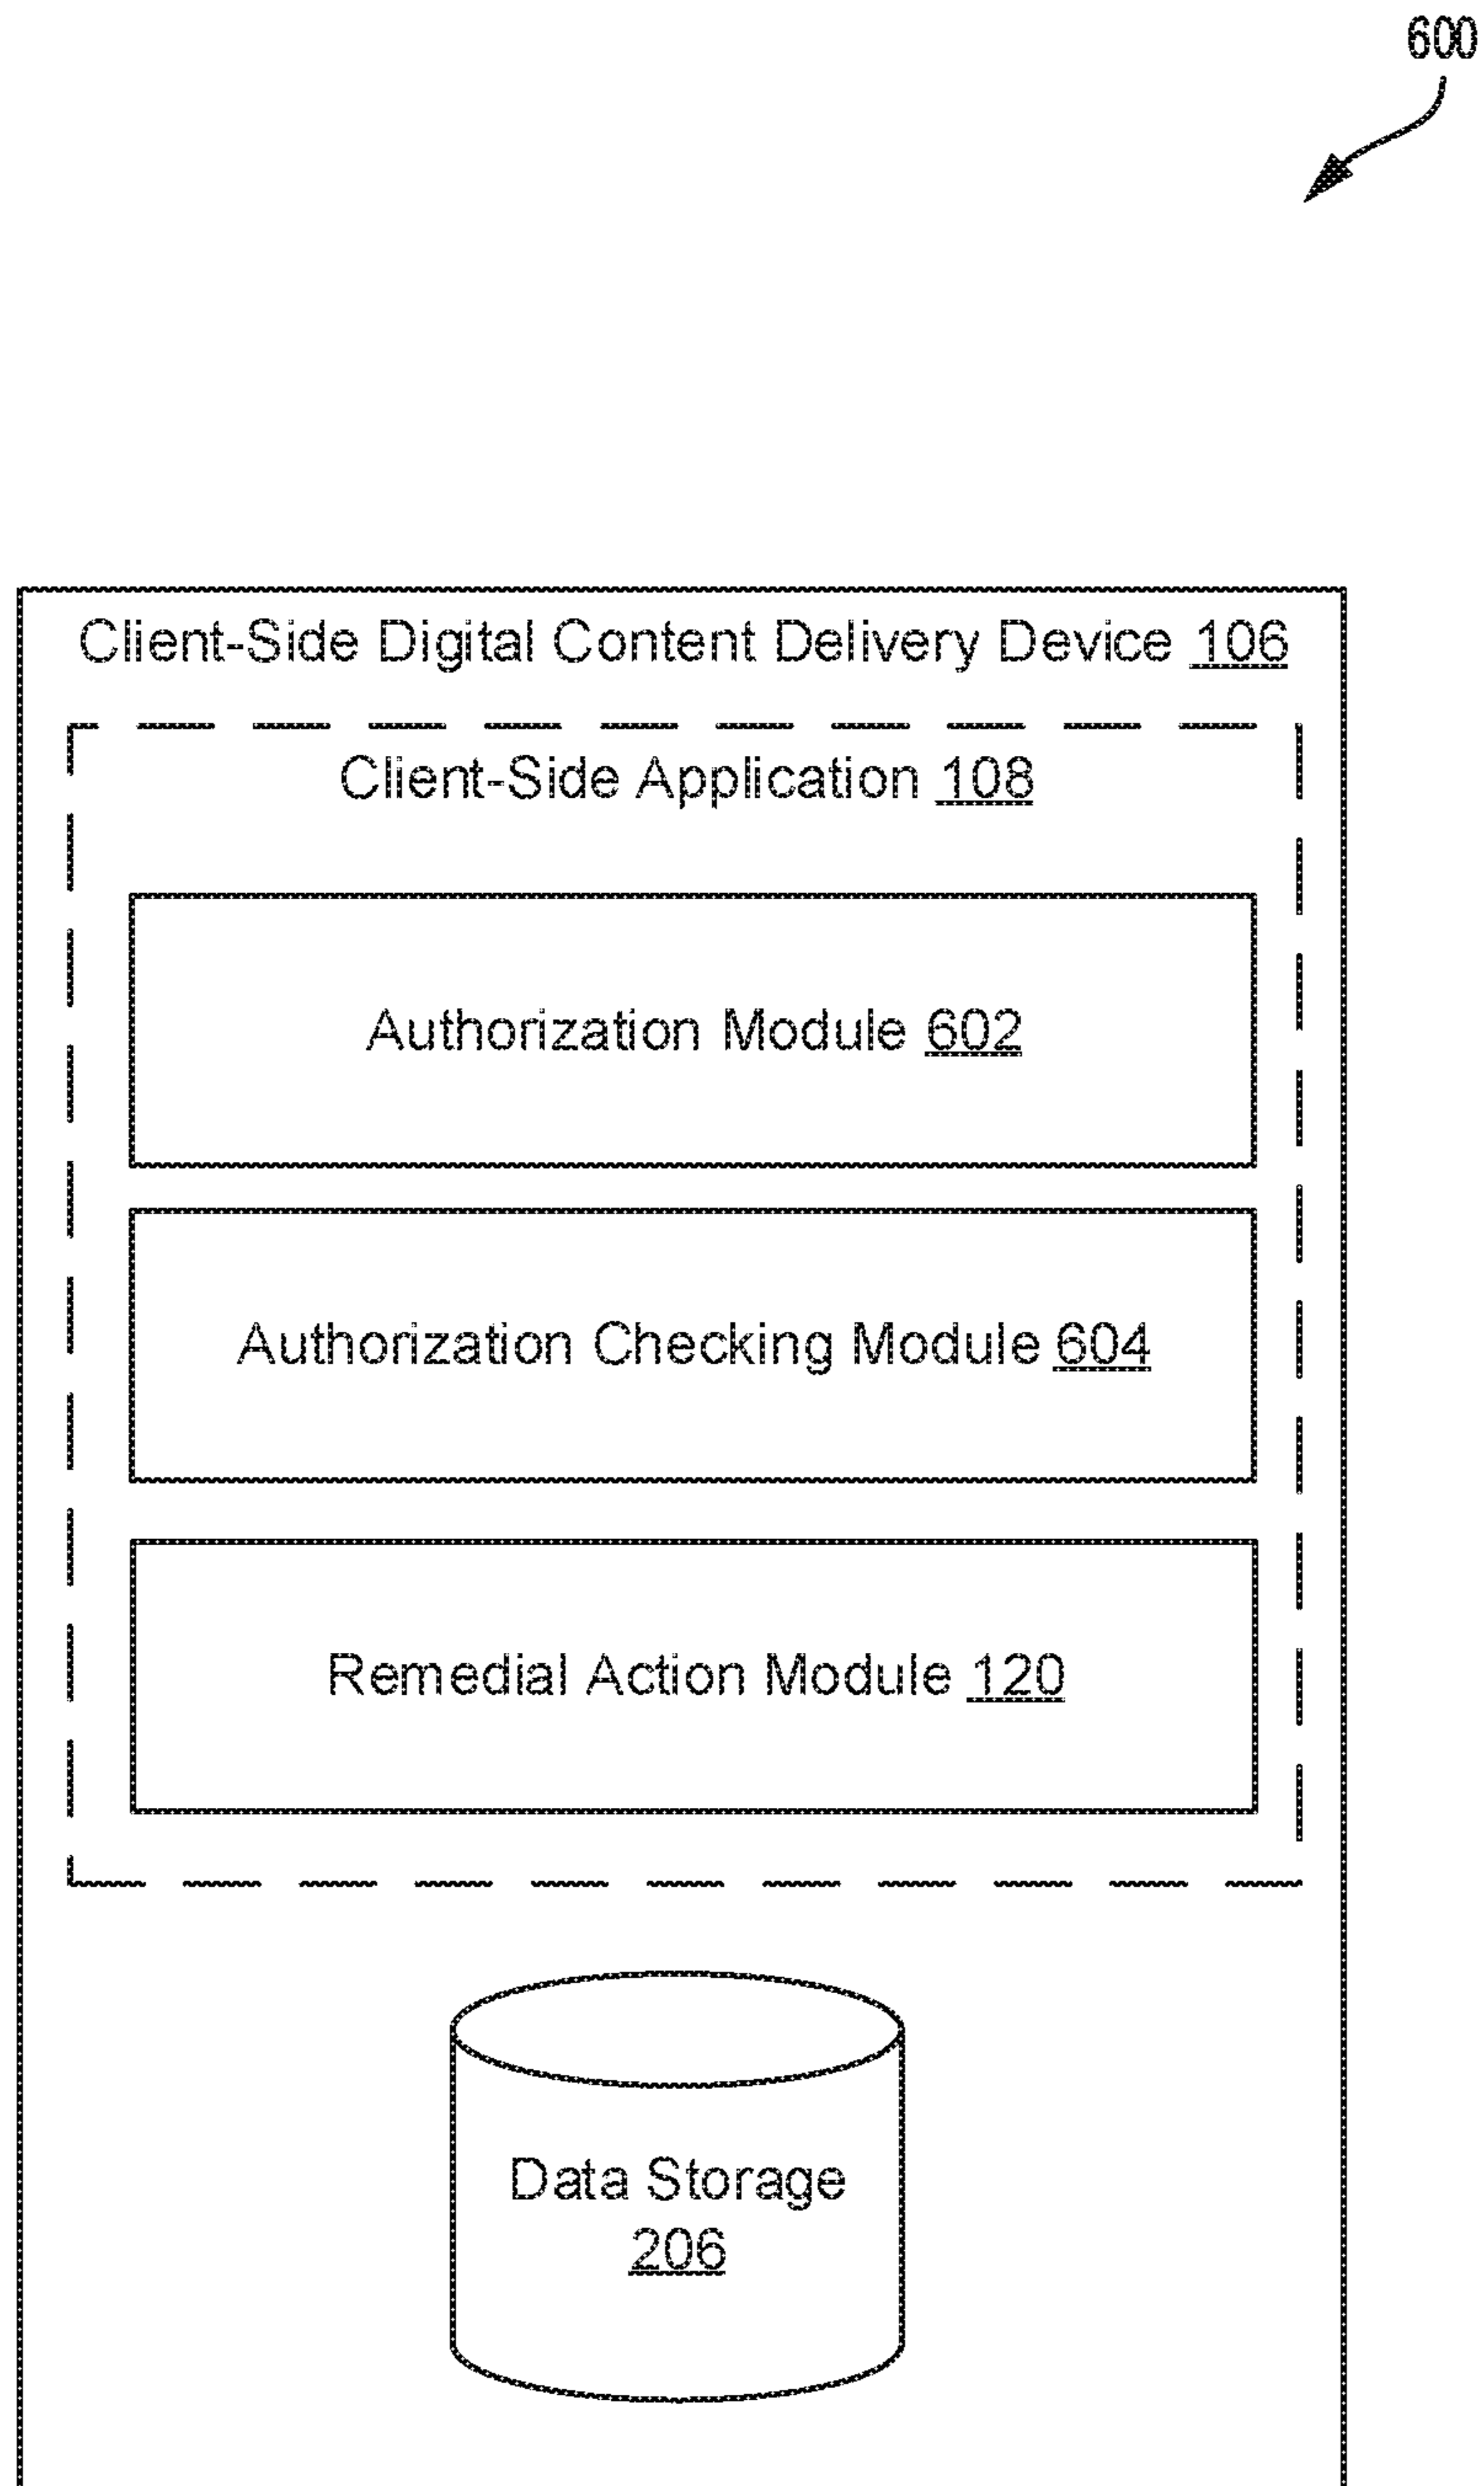 600
Client-Side Digital Content Delivery Device 106
Client-Side Application 108
Authorization Module 602
Authorization Checking Module 604
Remedial Action Module 120
Data Storage
206